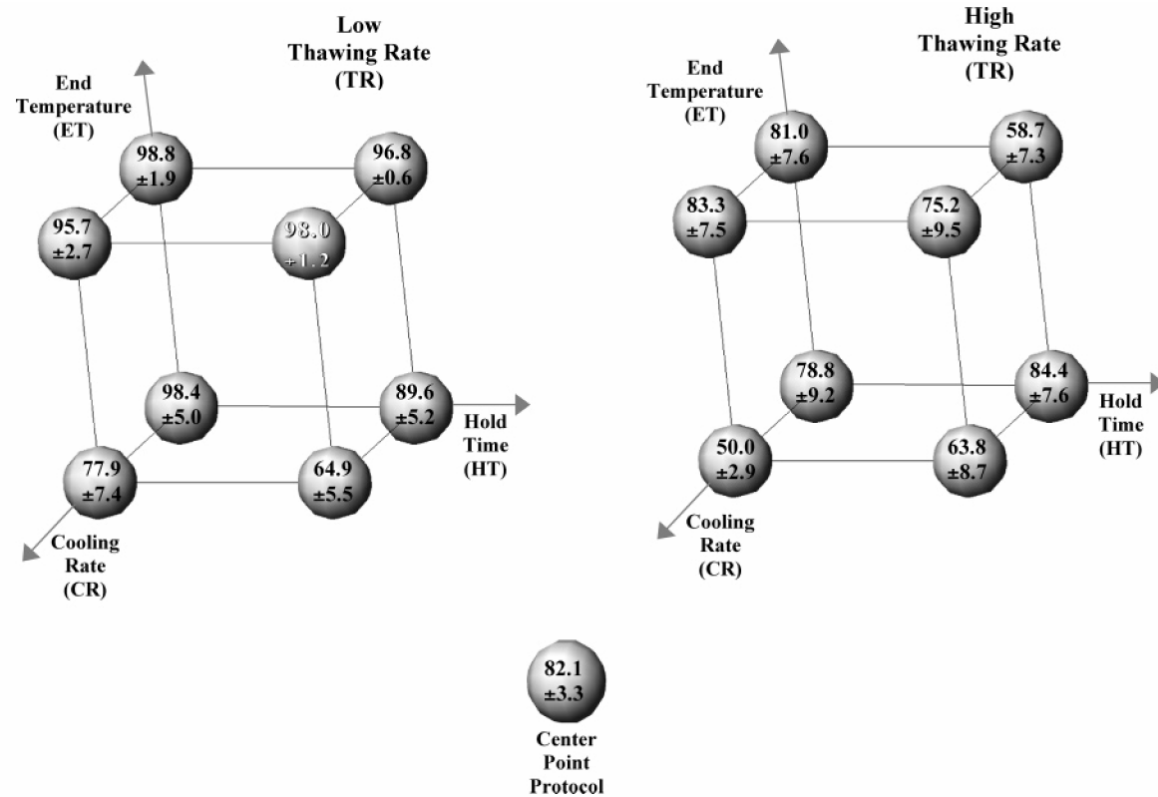 Low
Thawing Rate
(TR)
End
Temperature
(ET)
98.8
±1.9
96.8
±0.6
95.7
±2.7
98.0
±1.2
98.4
±5.0
89.6
±5.2
77.9
±7.4
64.9
±5.5
Hold
Time
(HT)
Cooling
Rate
(CR)
High
Thawing Rate
(TR)
End
Temperature
(ET)
81.0
±7.6
58.7
±7.3
83.3
±7.5
75.2
±9.5
78.8
±9.2
84.4
±7.6
50.0
±2.9
63.8
±8.7
Hold
Time
(HT)
Cooling
Rate
(CR)
82.1
±3.3
Center
Point
Protocol